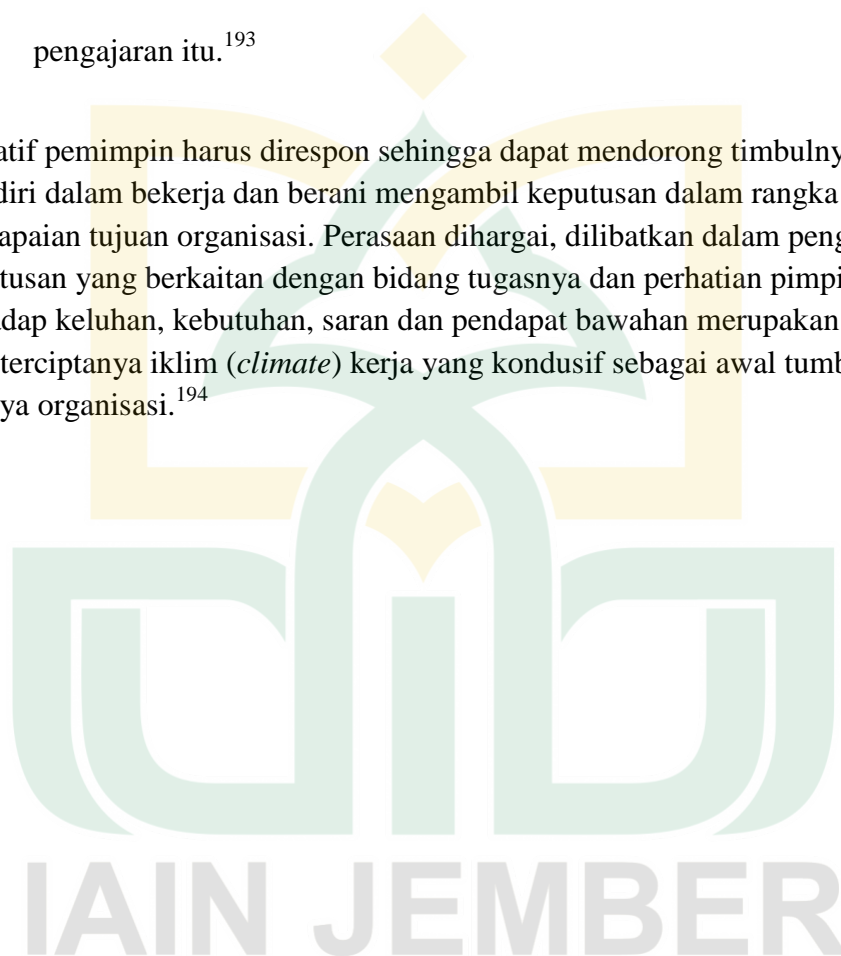 pengajaran itu.193
atif pemimpin harus direspon sehingga dapat mendorong timbulny
diri dalam bekerja dan berani mengambil keputusan dalam rangka
apaian tujuan organisasi. Perasaan dihargai, dilibatkan dalam peng
tusan yang berkaitan dengan bidang tugasnya dan perhatian pimpi
adap keluhan, kebutuhan, saran dan pendapat bawahan merupakan
terciptanya iklim (climate) kerja yang kondusif sebagai awal tumb
ya organisasi.194
IAIN JEMBER